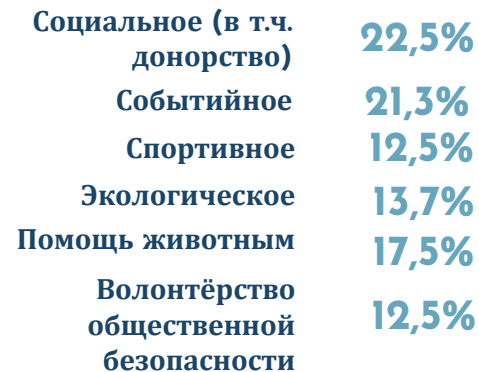 Социальное (в т.ч.
донорство) 22,5%
Событийное 21,3%
Спортивное 12,5%
Экологическое 13,7%
Помощь животным 17,5%
Волонтёрство
общественной 12,5%
безопасности